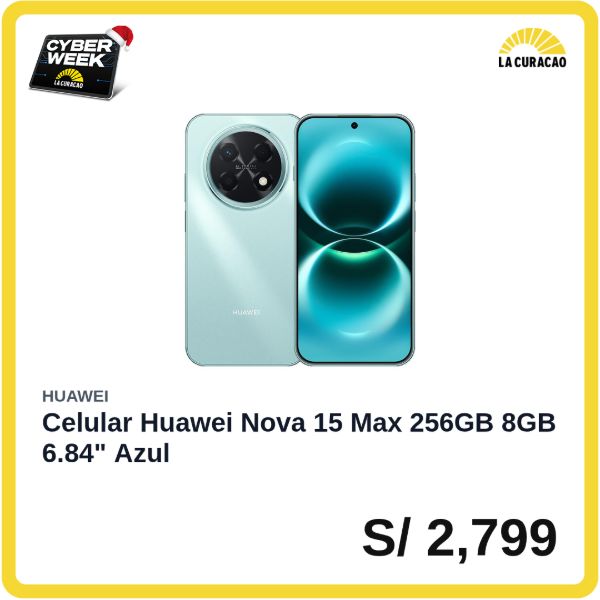 CYBER
WEEK
LA CURACAO
LA CURACAO
HUAWEI
HUAWEI
Celular Huawei Nova 15 Max 256GB 8GB
6.84" Azul
S/ 2,799